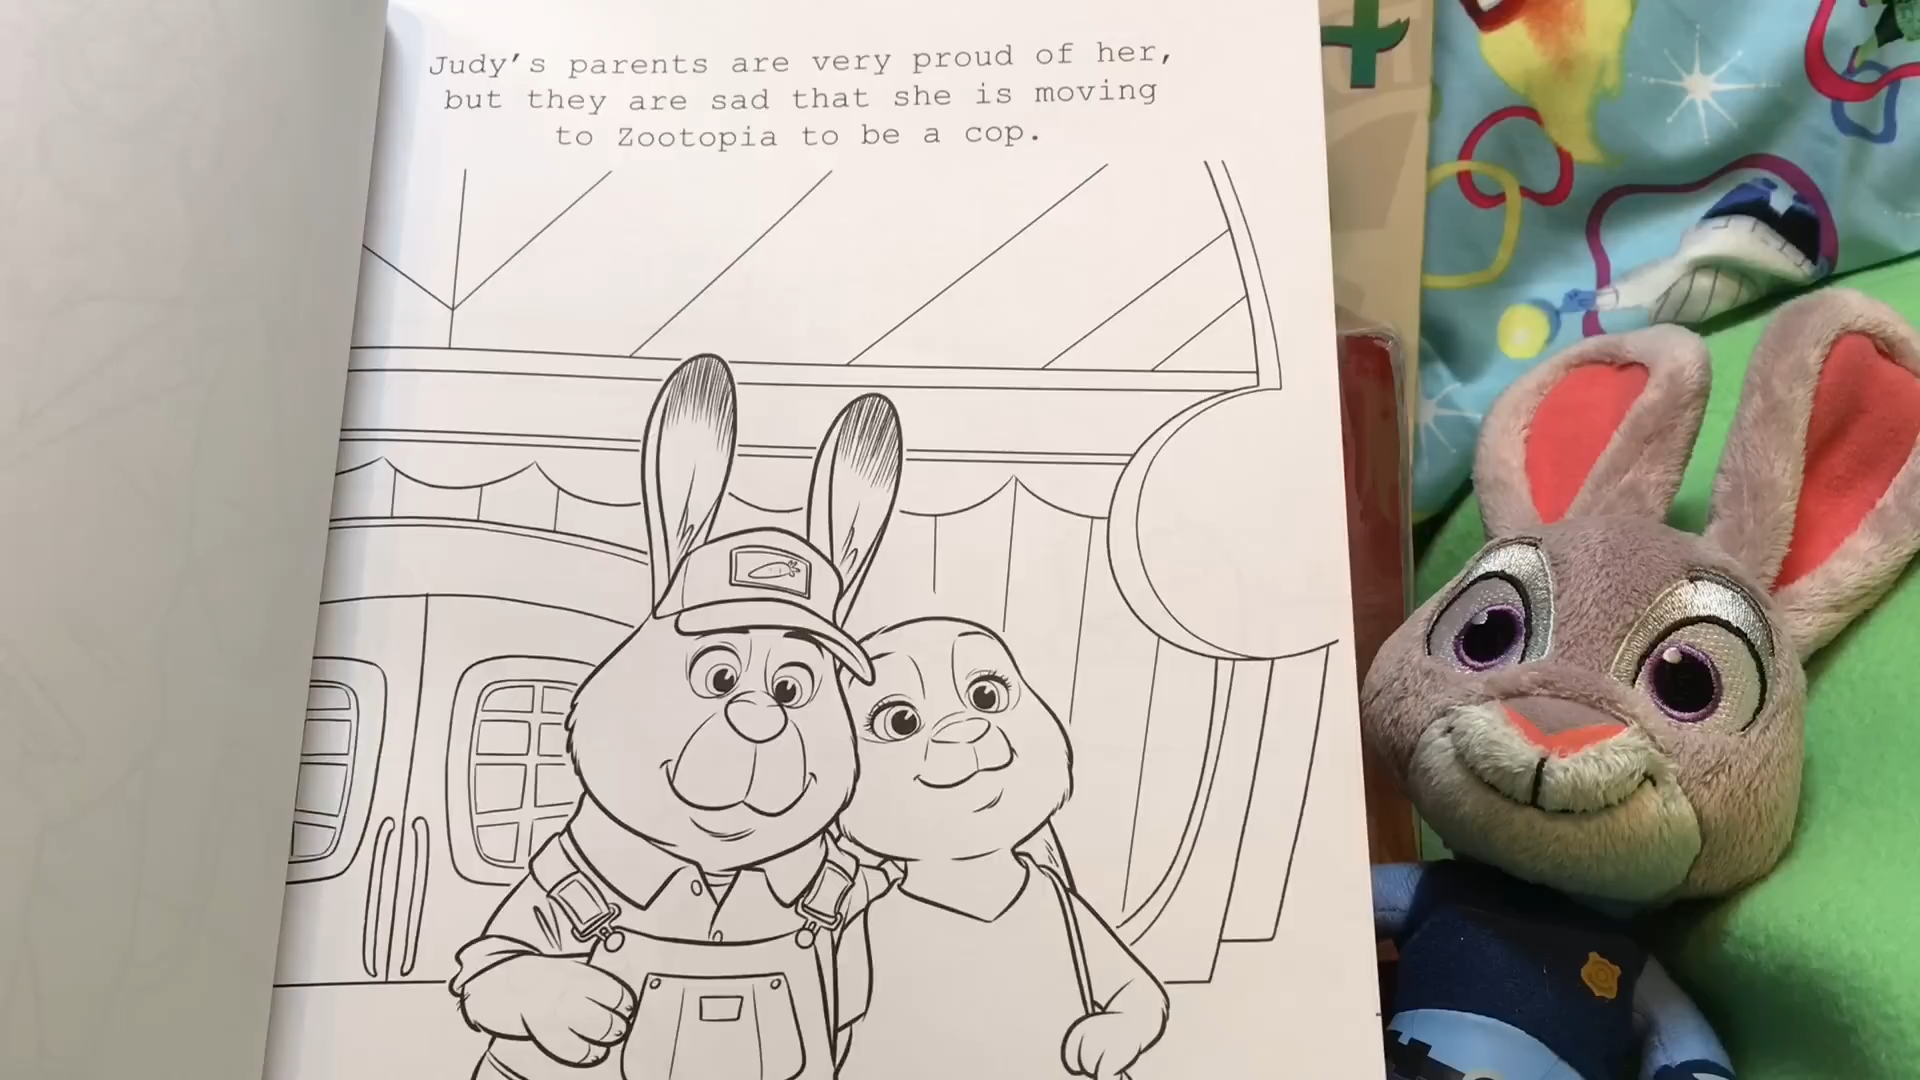 Judy's parents are very proud of her,
but they are sad that she is moving
to Zootopia to be a cop.